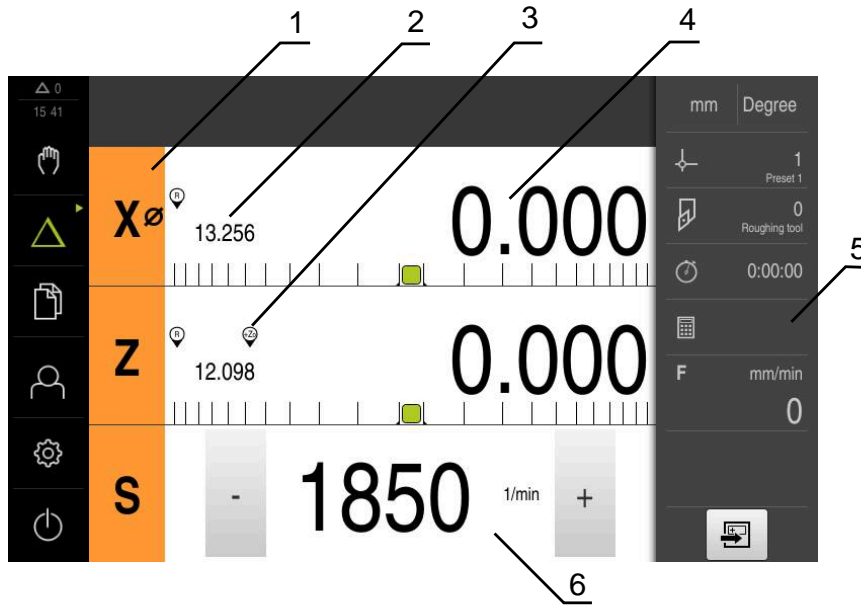 1 2 3 4
0
15 41
mm Degree
1
Preset 1
X⌀ R 13.256 0.000
0
Roughing tool
0:00:00
5
Z R +Z0 12.098 0.000
F mm/min
0
S - 1850 1/min +
6